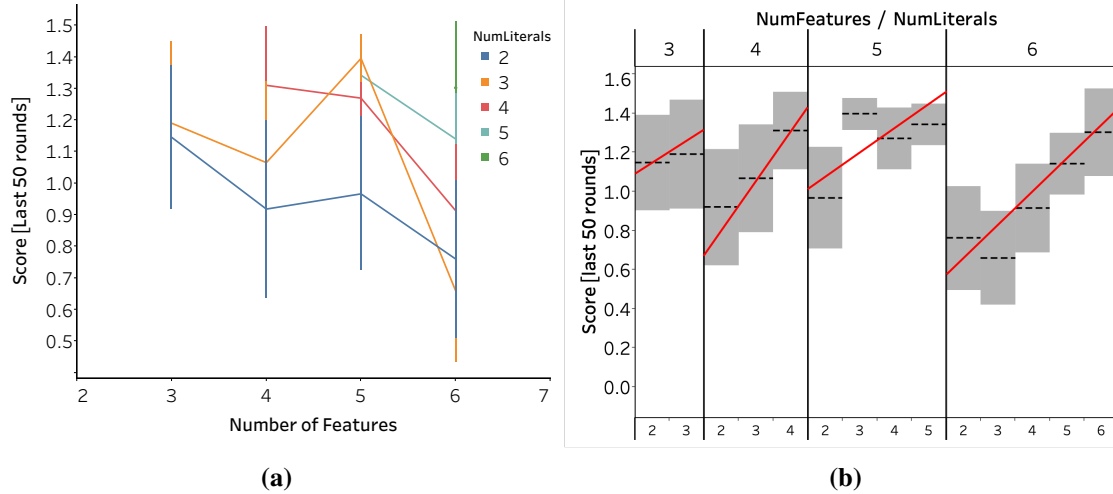 1.5
1.4
1.3
1.2
1.1
1.0
0.9
0.8
0.7
0.6
0.5
Score [Last 50 rounds]
2 3 4 5 6 7
Number of Features
NumLiterals
2
3
4
5
6
(a)
NumFeatures / NumLiterals
3 4 5 6
1.6
1.4
1.2
1.0
0.8
0.6
0.4
0.2
0.0
Score [last 50 rounds]
2 3 2 3 4 2 3 4 5 2 3 4 5 6
(b)